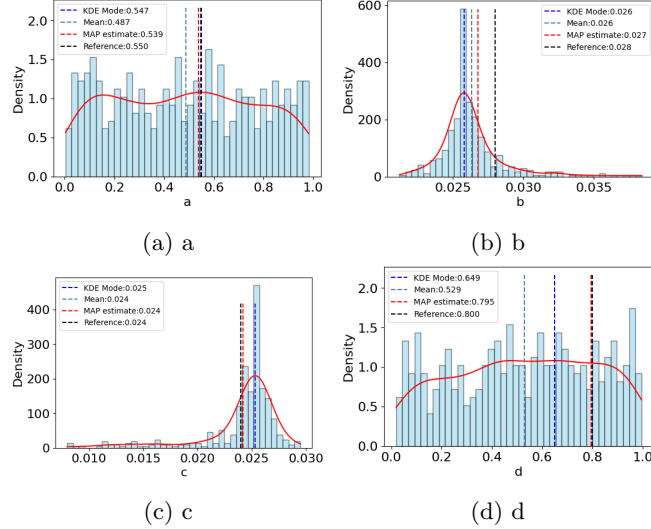 KDE Mode:0.547
Mean:0.487
MAP estimate:0.539
Reference:0.550
2.0
1.5
1.0
0.5
0.0
Density
0.0 0.2 0.4 0.6 0.8 1.0
a
(a) a
KDE Mode:0.026
Mean:0.026
MAP estimate:0.027
Reference:0.028
600
400
200
0
Density
0.025 0.030 0.035
b
(b) b
KDE Mode:0.025
Mean:0.024
MAP estimate:0.024
Reference:0.024
400
300
200
100
0
Density
0.010 0.015 0.020 0.025 0.030
c
(c) c
KDE Mode:0.649
Mean:0.529
MAP estimate:0.795
Reference:0.800
2.0
1.5
1.0
0.5
0.0
Density
0.0 0.2 0.4 0.6 0.8 1.0
d
(d) d